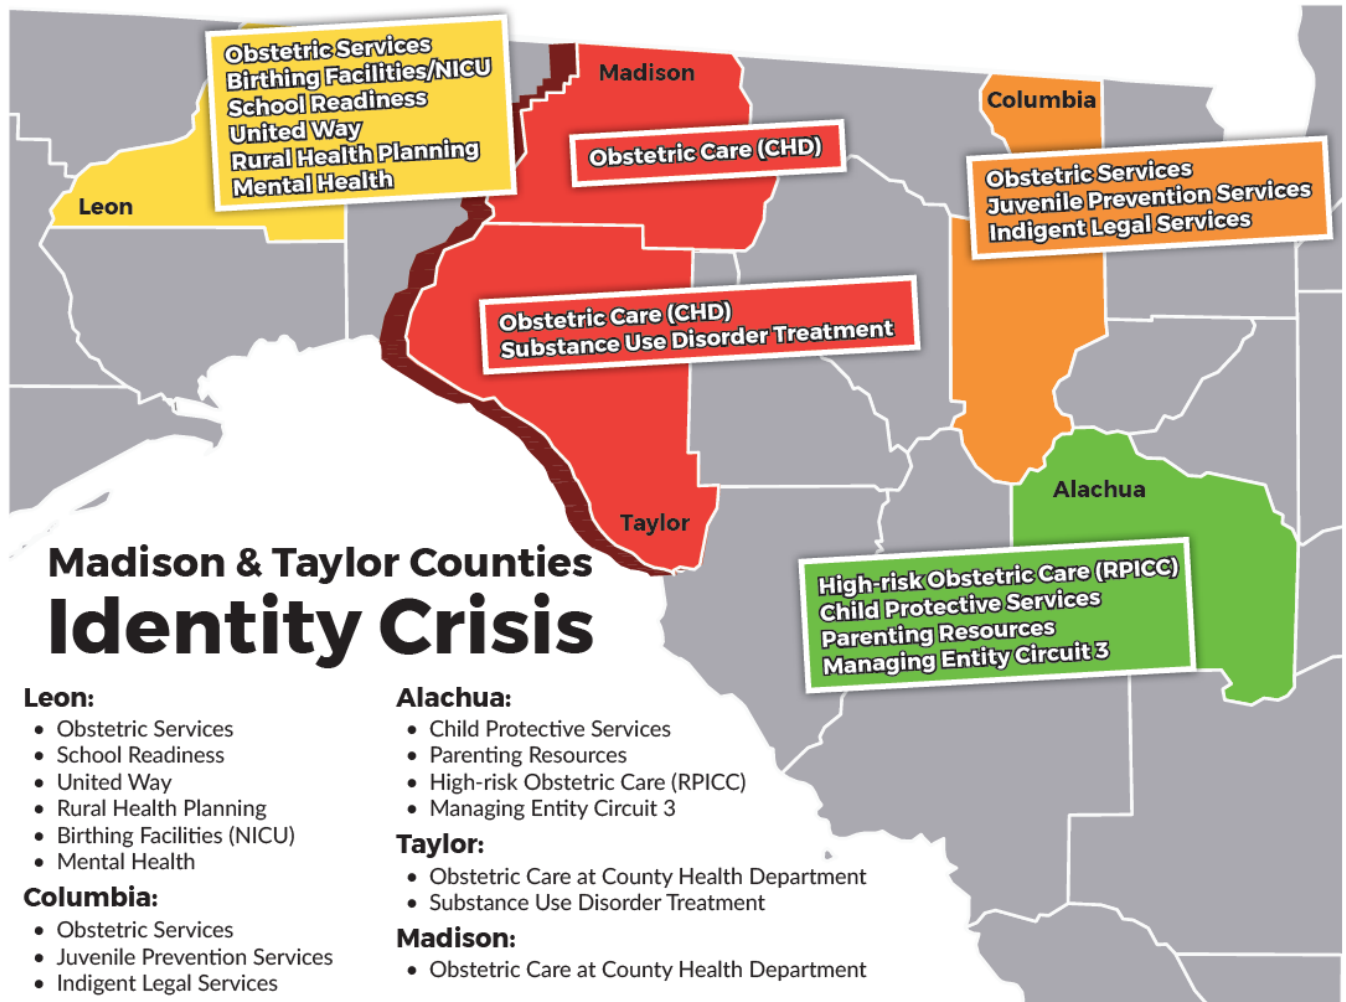 Obstetric Services
Birthing Facilities/NICU
School Readiness
United Way
Rural Health Planning
Mental Health
Leon
Madison
Obstetric Care (CHD)
Columbia
Obstetric Services
Juvenile Prevention Services
Indigent Legal Services
Obstetric Care (CHD)
Substance Use Disorder Treatment
Taylor
Alachua
High-risk Obstetric Care (RPICC)
Child Protective Services
Parenting Resources
Managing Entity Circuit 3
Madison & Taylor Counties
Identity Crisis
Leon:
• Obstetric Services
• School Readiness
• United Way
• Rural Health Planning
• Birthing Facilities (NICU)
• Mental Health
Columbia:
• Obstetric Services
• Juvenile Prevention Services
• Indigent Legal Services
Alachua:
• Child Protective Services
• Parenting Resources
• High-risk Obstetric Care (RPICC)
• Managing Entity Circuit 3
Taylor:
• Obstetric Care at County Health Department
• Substance Use Disorder Treatment
Madison:
• Obstetric Care at County Health Department